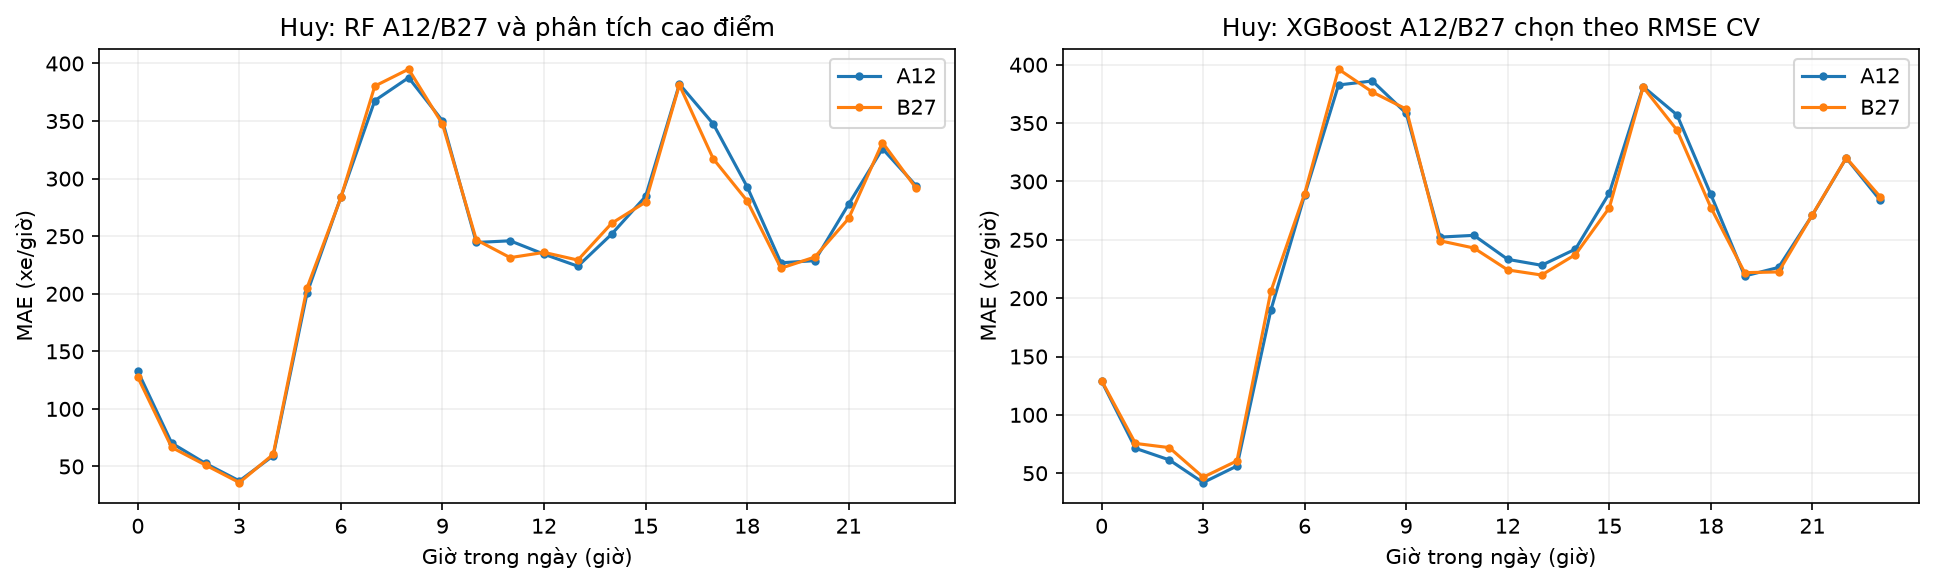 Huy: RF A12/B27 và phân tích cao điểm
400
350
300
250
200
150
100
50
MAE (xe/giờ)
0 3 6 9 12 15 18 21
Giờ trong ngày (giờ)
A12
B27
Huy: XGBoost A12/B27 chọn theo RMSE CV
400
350
300
250
200
150
100
50
MAE (xe/giờ)
0 3 6 9 12 15 18 21
Giờ trong ngày (giờ)
A12
B27